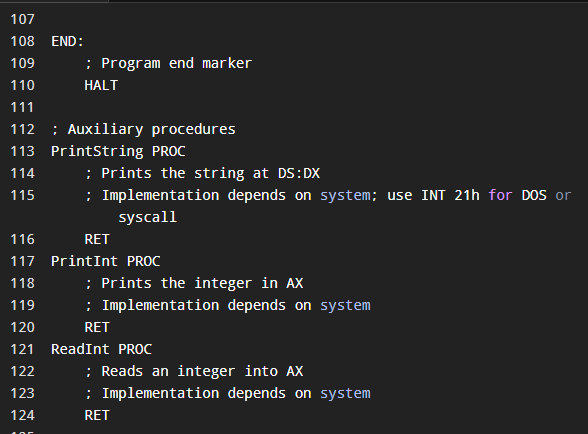 107
108 END:
109     ; Program end marker
110     HALT
111
112 ; Auxiliary procedures
113 PrintString PROC
114     ; Prints the string at DS:DX
115     ; Implementation depends on system; use INT 21h for DOS or
syscall
116     RET
117 PrintInt PROC
118     ; Prints the integer in AX
119     ; Implementation depends on system
120     RET
121 ReadInt PROC
122     ; Reads an integer into AX
123     ; Implementation depends on system
124     RET